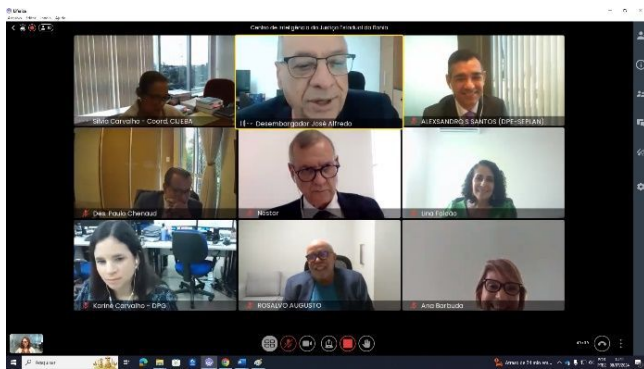 Centro de Inteligência da Justiça Estadual da Bahia
Silvia Carvalho - Coord. CIJEBA
Desembargador José Alfredo
ALEXSANDRO S SANTOS (DPE-SEPLAN)
Des. Paulo Chenaud
Nestor
Lina Falcão
Karine Carvalho - DPG
ROSALVO AUGUSTO
Ana Barbuda
Pesquisar